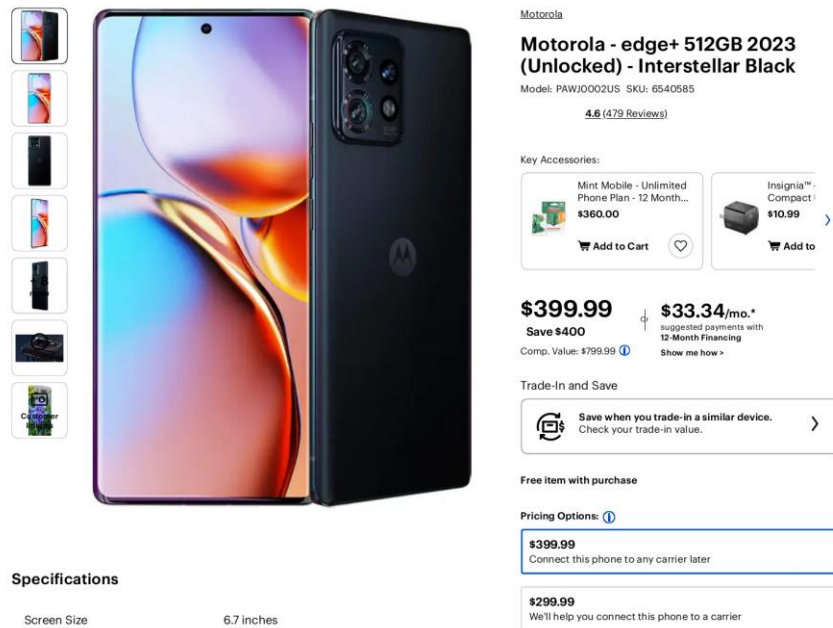 Motorola
Motorola - edge+ 512GB 2023
(Unlocked) - Interstellar Black
Model: PAWJ0002US SKU: 6540585
4.6 (479 Reviews)
Key Accessories:
Mint Mobile - Unlimited
Phone Plan - 12 Month...
$360.00
Add to Cart
Insignia™ -
Compact
$10.99
Add to
$399.99
Save $400
Comp. Value: $799.99
or
$33.34/mo.*
suggested payments with
12-Month Financing
Show me how >
Trade-In and Save
Save when you trade-in a similar device.
Check your trade-in value.
Free item with purchase
Pricing Options:
$399.99
Connect this phone to any carrier later
$299.99
We'll help you connect this phone to a carrier
Customer
Images
Specifications
Screen Size 6.7 inches